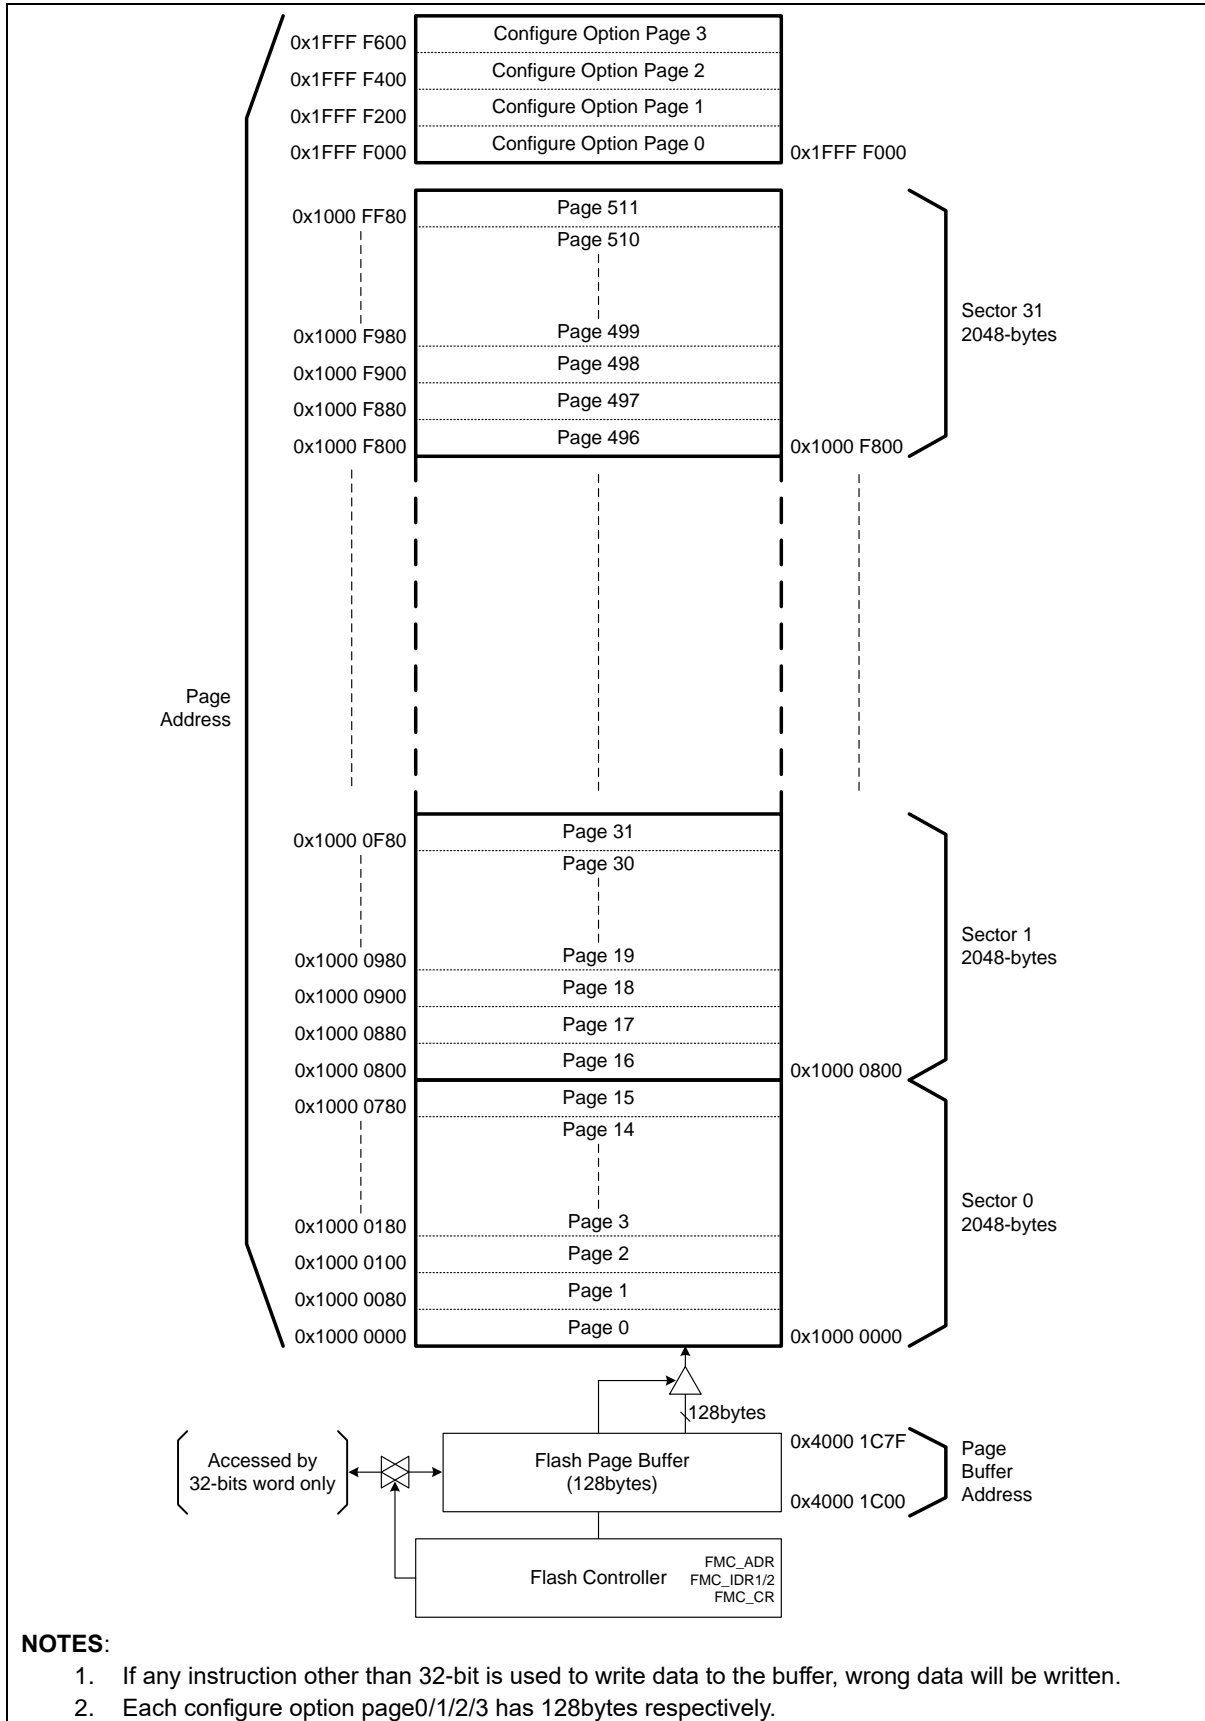 0x1FFF F600
Configure Option Page 3
0x1FFF F400
Configure Option Page 2
0x1FFF F200
Configure Option Page 1
0x1FFF F000
Configure Option Page 0
0x1FFF F000
0x1000 FF80
Page 511
Page 510
Sector 31
2048-bytes
0x1000 F980
Page 499
0x1000 F900
Page 498
0x1000 F880
Page 497
0x1000 F800
Page 496
0x1000 F800
Page
Address
0x1000 0F80
Page 31
Page 30
Sector 1
2048-bytes
0x1000 0980
Page 19
0x1000 0900
Page 18
0x1000 0880
Page 17
0x1000 0800
Page 16
0x1000 0800
0x1000 0780
Page 15
Page 14
Sector 0
2048-bytes
0x1000 0180
Page 3
0x1000 0100
Page 2
0x1000 0080
Page 1
0x1000 0000
Page 0
0x1000 0000
128bytes
Accessed by
32-bits word only
Flash Page Buffer
(128bytes)
0x4000 1C7F
0x4000 1C00
Page
Buffer
Address
Flash Controller
FMC_ADR
FMC_IDR1/2
FMC_CR
NOTES:
1. If any instruction other than 32-bit is used to write data to the buffer, wrong data will be written.
2. Each configure option page0/1/2/3 has 128bytes respectively.